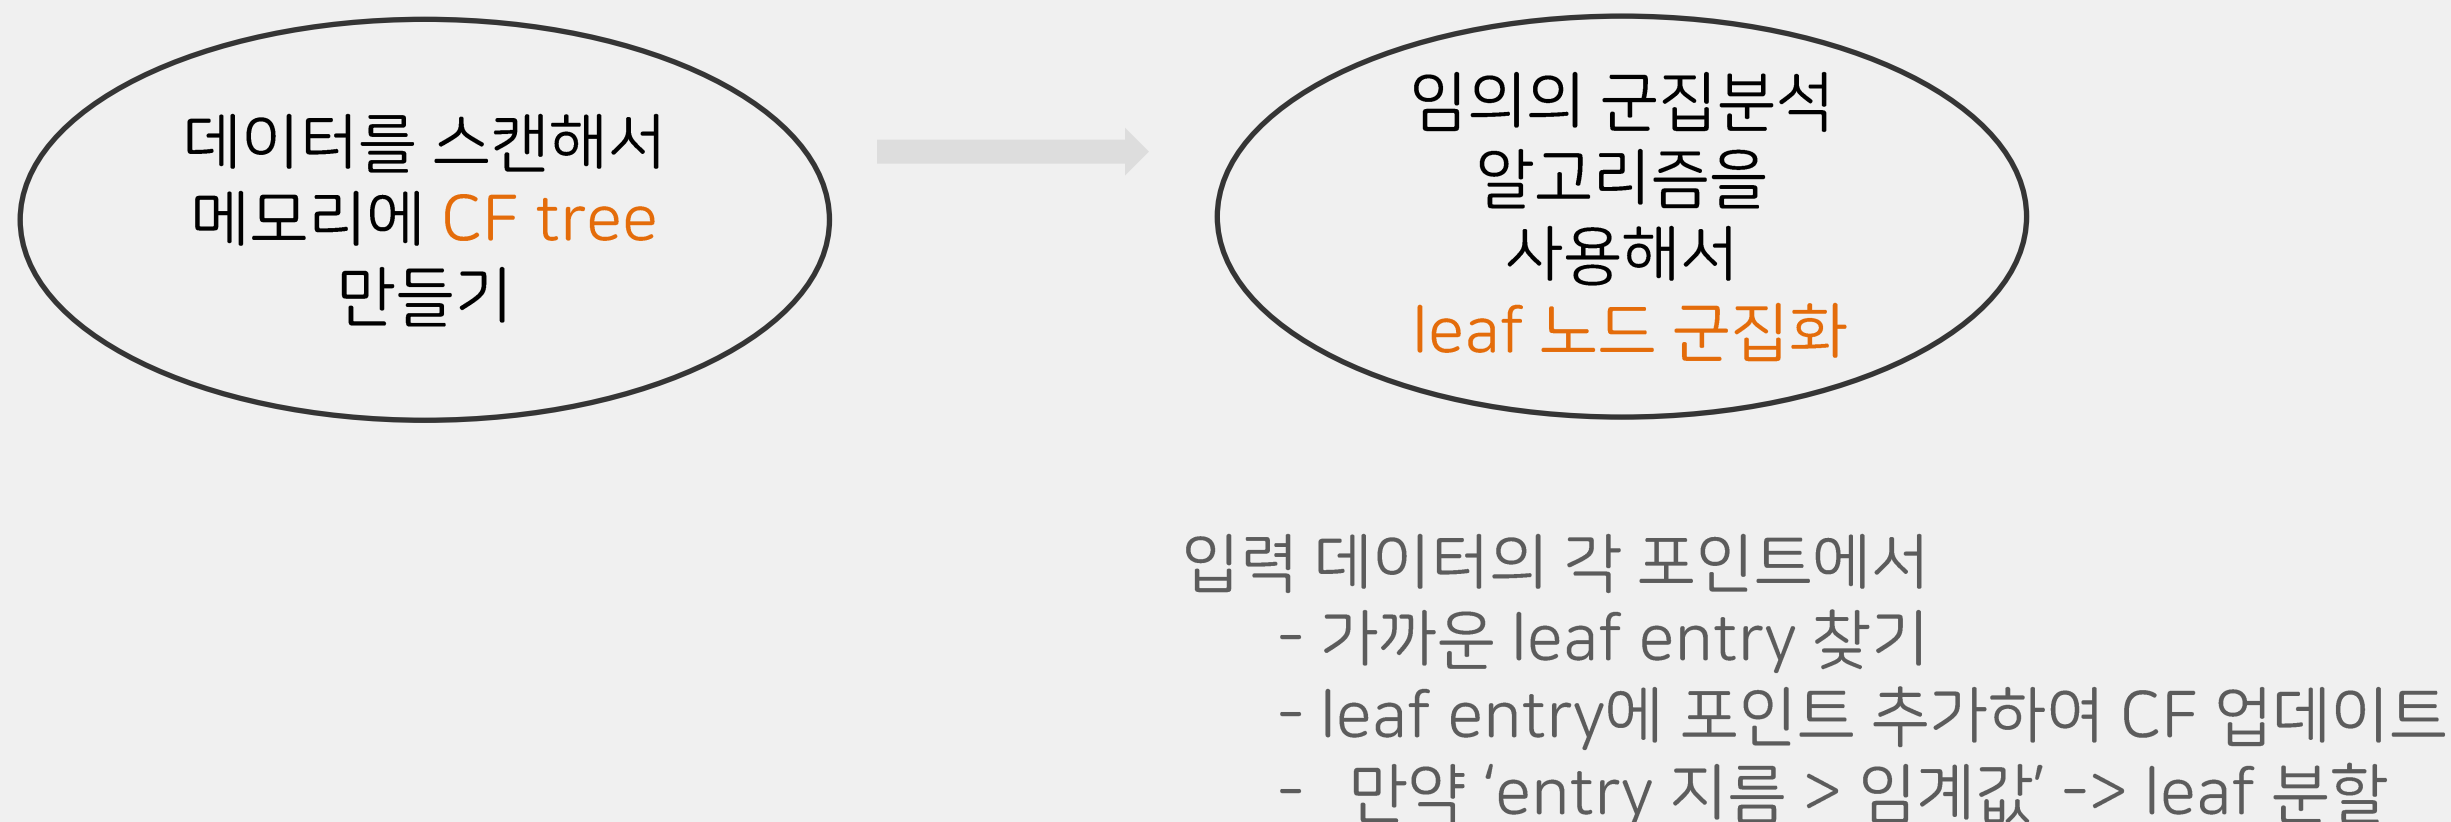 데이터를 스캔해서
메모리에 CF tree
만들기
임의의 군집분석
알고리즘을
사용해서
leaf 노드 군집화
입력 데이터의 각 포인트에서
- 가까운 leaf entry 찾기
- leaf entry에 포인트 추가하여 CF 업데이트
- 만약 ‘entry 지름 > 임계값’ -> leaf 분할